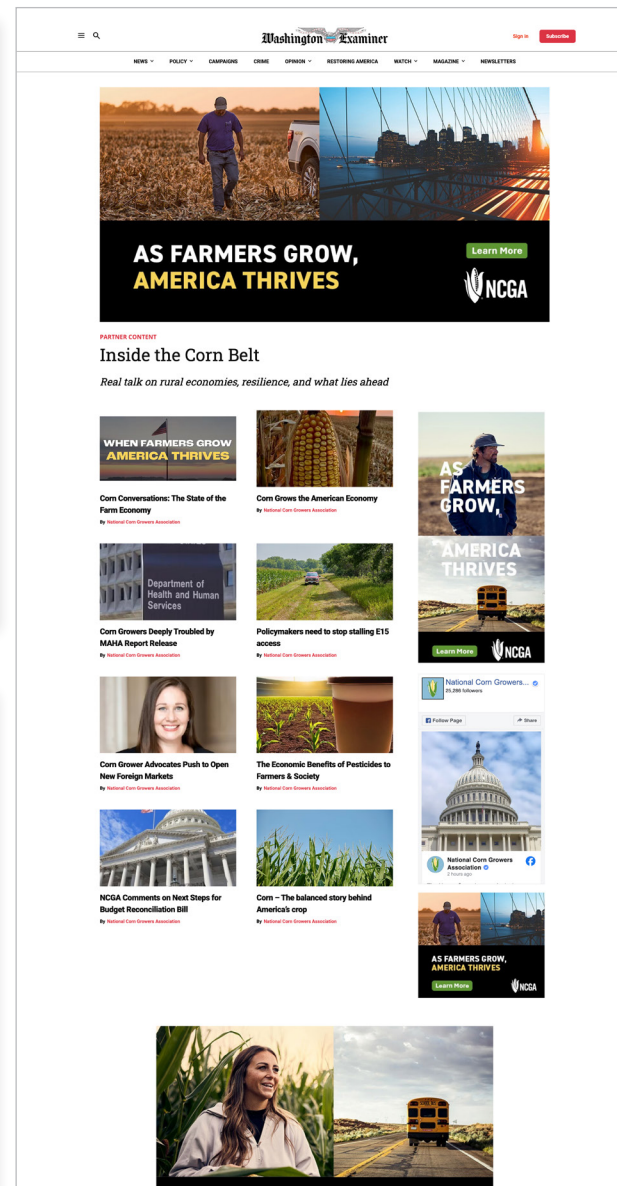 Washington Examiner
Sign In
Subscribe
NEWS POLICY CAMPAIGNS CRIME OPINION RESTORING AMERICA WATCH MAGAZINE NEWSLETTERS
AS FARMERS GROW,
AMERICA THRIVES
Learn More
NCGA
PARTNER CONTENT
Inside the Corn Belt
Real talk on rural economies, resilience, and what lies ahead
WHEN FARMERS GROW
AMERICA THRIVES
Corn Conversations: The State of the
Farm Economy
By National Corn Growers Association
Corn Grows the American Economy
By National Corn Growers Association
Department of
Health and Human
Services
Corn Growers Deeply Troubled by
MAHA Report Release
By National Corn Growers Association
Policymakers need to stop stalling E15
access
By National Corn Growers Association
Corn Grower Advocates Push to Open
New Foreign Markets
By National Corn Growers Association
The Economic Benefits of Pesticides to
Farmers & Society
By National Corn Growers Association
NCGA Comments on Next Steps for
Budget Reconciliation Bill
By National Corn Growers Association
Corn – The balanced story behind
America's crop
By National Corn Growers Association
AS
FARMERS
GROW,
AMERICA
THRIVES
Learn More
NCGA
National Corn Growers...
25,286 followers
Follow Page
Share
National Corn Growers
Association
2 hours ago
AS FARMERS GROW,
AMERICA THRIVES
Learn More
NCGA